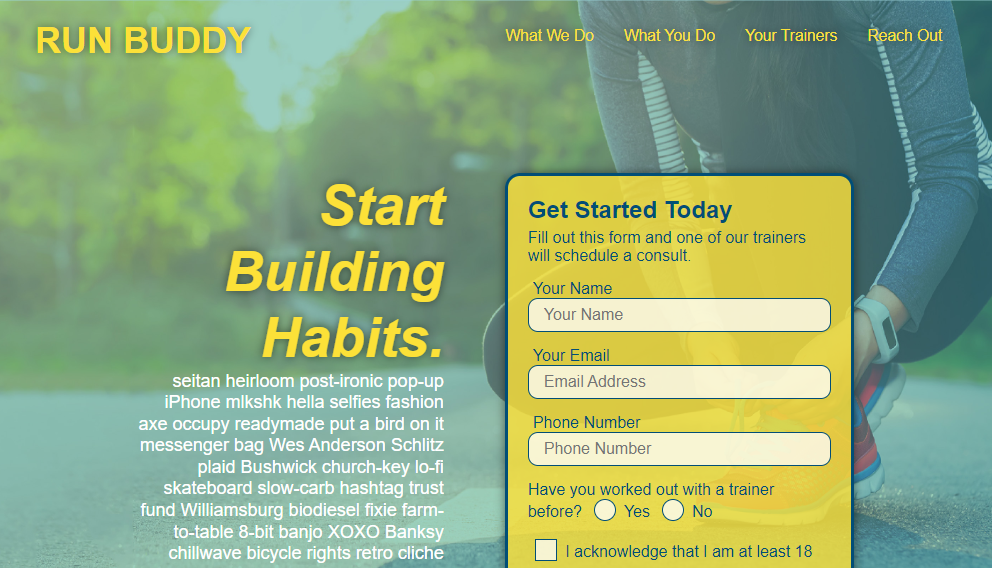 RUN BUDDY
What We Do
What You Do
Your Trainers
Reach Out
Start
Building
Habits.
seitan heirloom post-ironic pop-up
iPhone mlkshk hella selfies fashion
axe occupy readymade put a bird on it
messenger bag Wes Anderson Schlitz
plaid Bushwick church-key lo-fi
skateboard slow-carb hashtag trust
fund Williamsburg biodiesel fixie farm-
to-table 8-bit banjo XOXO Banksy
chillwave bicycle rights retro cliche
Get Started Today
Fill out this form and one of our trainers
will schedule a consult.
Your Name
Your Name
Your Email
Email Address
Phone Number
Phone Number
Have you worked out with a trainer
before? Yes No
I acknowledge that I am at least 18